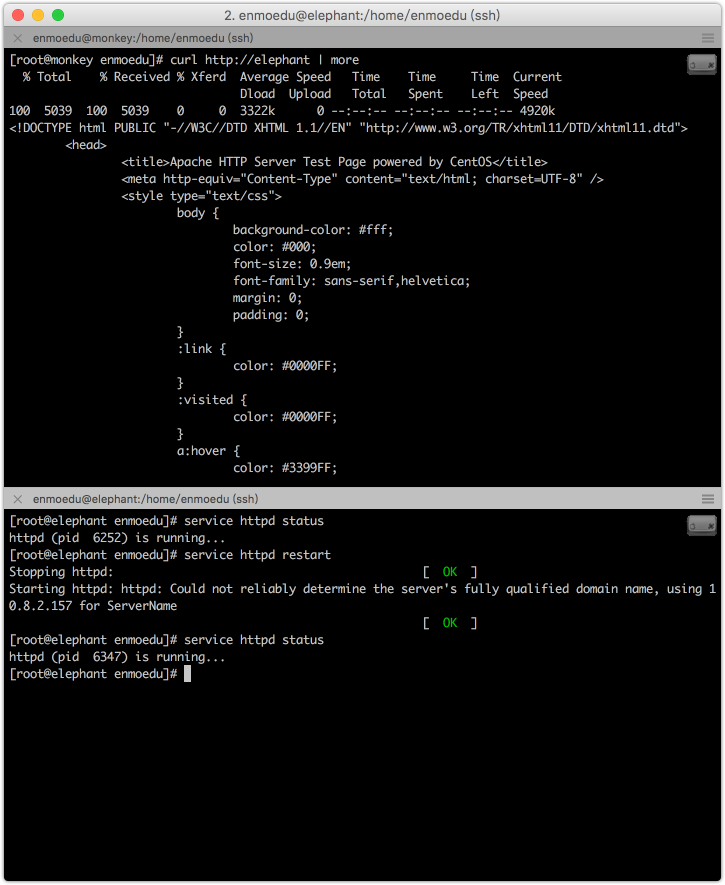 2. enmoedu@elephant:/home/enmoedu (ssh)
enmoedu@monkey:/home/enmoedu (ssh)
[root@monkey enmoedu]# curl http://elephant | more
  % Total    % Received % Xferd  Average Speed   Time    Time     Time  Current
                                 Dload  Upload   Total   Spent    Left  Speed
100  5039  100  5039    0     0  3322k      0 --:--:-- --:--:-- --:--:-- 4920k
<!DOCTYPE html PUBLIC "-//W3C//DTD XHTML 1.1//EN" "http://www.w3.org/TR/xhtml11/DTD/xhtml11.dtd">
        <head>
                <title>Apache HTTP Server Test Page powered by CentOS</title>
                <meta http-equiv="Content-Type" content="text/html; charset=UTF-8" />
                <style type="text/css">
                        body {
                                background-color: #fff;
                                color: #000;
                                font-size: 0.9em;
                                font-family: sans-serif,helvetica;
                                margin: 0;
                                padding: 0;
                        }
                        :link {
                                color: #0000FF;
                        }
                        :visited {
                                color: #0000FF;
                        }
                        a:hover {
                                color: #3399FF;
enmoedu@elephant:/home/enmoedu (ssh)
[root@elephant enmoedu]# service httpd status
httpd (pid  6252) is running...
[root@elephant enmoedu]# service httpd restart
Stopping httpd:                                            [  OK  ]
Starting httpd: httpd: Could not reliably determine the server's fully qualified domain name, using 1
0.8.2.157 for ServerName
                                                           [  OK  ]
[root@elephant enmoedu]# service httpd status
httpd (pid  6347) is running...
[root@elephant enmoedu]#